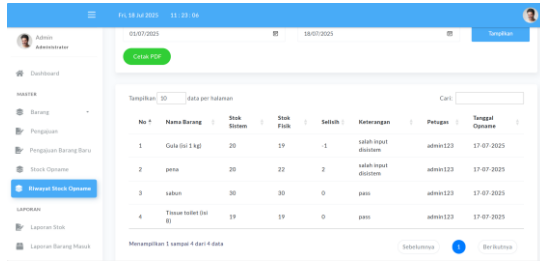 Fri, 18 Jul 2025 11 : 23 : 06
Admin
Administrator
Dashboard
MASTER
Barang
Pengajuan
Pengajuan Barang Baru
Stock Opname
Riwayat Stock Opname
LAPORAN
Laporan Stok
Laporan Barang Masuk
01/07/2025 18/07/2025 Tampilkan
Cetak PDF
Tampilkan 10 data per halaman Cari:
No Nama Barang Stok Sistem Stok Fisik Selisih Keterangan Petugas Tanggal Opname
1 Gula (isi 1 kg) 20 19 -1 salah input disistem admin123 17-07-2025
2 pena 20 22 2 salah input disistem admin123 17-07-2025
3 sabun 30 30 0 pass admin123 17-07-2025
4 Tissue toilet (isi 8) 19 19 0 pass admin123 17-07-2025
Menampilkan 1 sampai 4 dari 4 data
Sebelumnya 1 Berikutnya